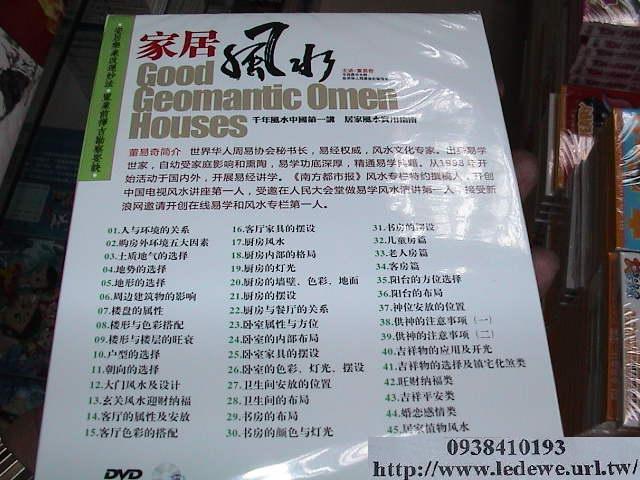 家居風水
Good
Geomantic Omen
Houses
千年風水中國第一講 居家風水實用指南
董易奇简介 世界华人周易协会秘书长，易经权威，风水文化专家。出身易学
世家，自幼受家庭影响和熏陶，易学功底深厚，精通易学纯籍。从1998年开
始活动于国内外，开展易经讲学。《南方都市报》风水专栏特约撰稿人，开创
中国电视风水讲座第一人，受邀在人民大会堂做易学风水演讲第一人，接受新
浪网邀请开创在线易学和风水专栏第一人。
01.人与环境的关系
02.购房外环境五大因素
03.土质地气的选择
04.地势的选择
05.地形的选择
06.周边建筑物的影响
07.楼盘的属性
08.楼形与色彩搭配
09.楼形与楼层的旺衰
10.户型的选择
11.朝向的选择
12.大门风水及设计
13.玄关风水迎财纳福
14.客厅的属性及安放
15.客厅色彩的搭配
16.客厅家具的摆设
17.厨房风水
18.厨房内部的格局
19.厨房的灯光
20.厨房的墙壁、色彩、地面
21.厨房的摆设
22.厨房与餐厅的关系
23.卧室属性与方位
24.卧室的内部布局
25.卧室家具的摆设
26.卧室的色彩、灯光、摆设
27.卫生间安放的位置
28.卫生间的布局
29.书房的布局
30.书房的颜色与灯光
31.书房的摆设
32.儿童房篇
33.老人房篇
34.客房篇
35.阳台的方位选择
36.阳台的布局
37.神位安放的位置
38.供神的注意事项（一）
39.供神的注意事项（二）
40.吉祥物的应用及开光
41.吉祥物的选择及镇宅化煞类
42.旺财纳福类
43.吉祥平安类
44.婚恋感情类
45.居家植物风水
DVD
0938410193
http://www.ledewe.url.tw/